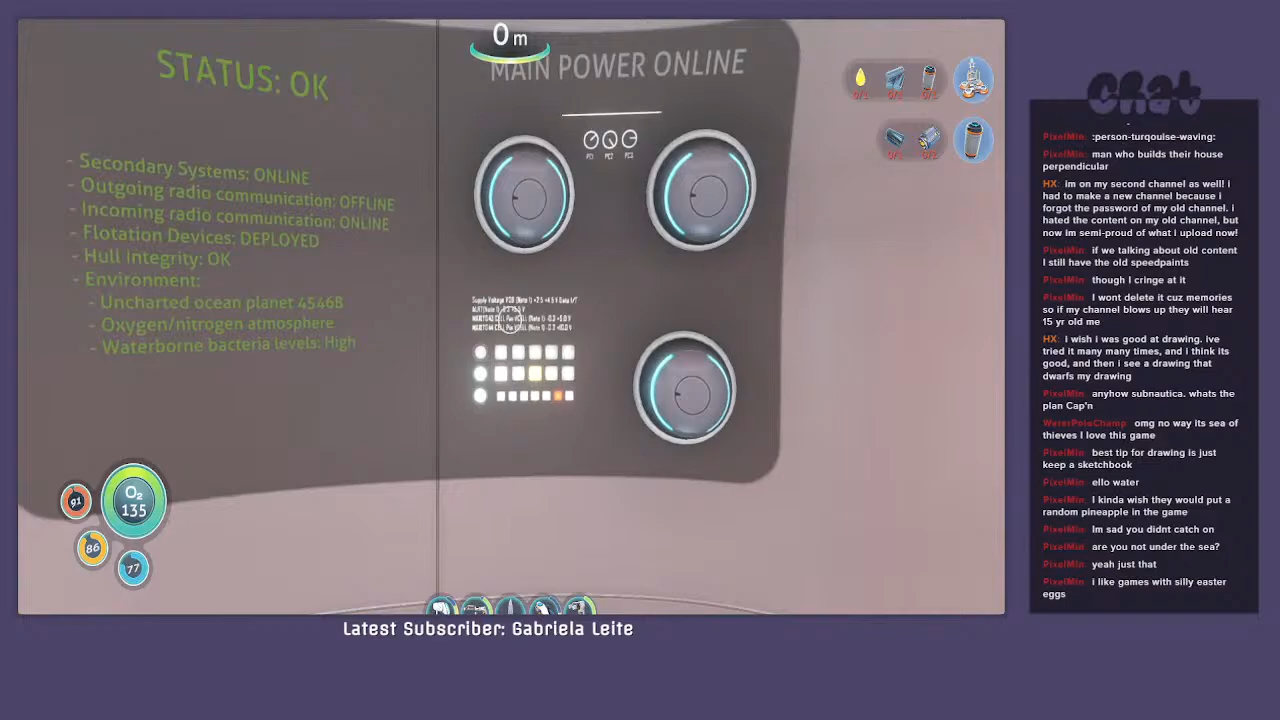 0 m
STATUS: OK
- Secondary Systems: ONLINE
- Outgoing radio communication: OFFLINE
- Incoming radio communication: ONLINE
- Flotation Devices: DEPLOYED
- Hull Integrity: OK
- Environment:
- Uncharted ocean planet 4546B
- Oxygen/nitrogen atmosphere
- Waterborne bacteria levels: High
MAIN POWER ONLINE
O₂
135
91
86
77
Latest Subscriber: Gabriela Leite
Chat
PixelMin: :person-turqouise-waving:
PixelMin: man who builds their house
perpendicular
HX: im on my second channel as well! i
had to make a new channel because i
forgot the password of my old channel. i
hated the content on my old channel, but
now im semi-proud of what i upload now!
PixelMin: if we talking about old content
I still have the old speedpaints
PixelMin: though I cringe at it
PixelMin: I wont delete it cuz memories
so if my channel blows up they will hear
15 yr old me
HX: I wish i was good at drawing. Ive
tried it many many times, and i think its
good, and then i see a drawing that
dwarfs my drawing
PixelMin: anyhow subnautica. whats the
plan Cap'n
WaterPoloChamp: omg no way its sea of
thieves I love this game
PixelMin: best tip for drawing is just
keep a sketchbook
PixelMin: ello water
PixelMin: I kinda wish they would put a
random pineapple in the game
PixelMin: Im sad you didnt catch on
PixelMin: are you not under the sea?
PixelMin: yeah just that
PixelMin: i like games with silly easter
eggs